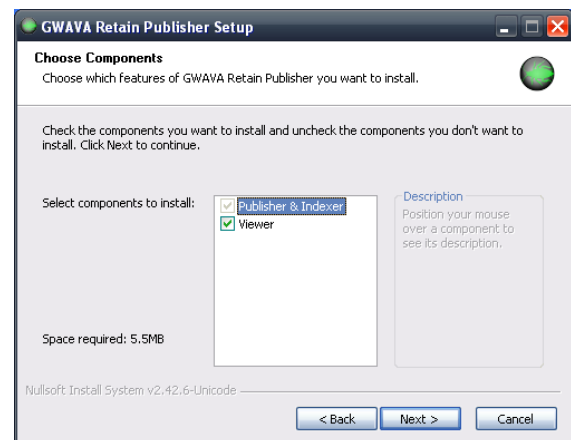 GWAVA Retain Publisher Setup
Choose Components
Choose which features of GWAVA Retain Publisher you want to install.
Check the components you want to install and uncheck the components you don't want to
install. Click Next to continue.
Select components to install:
Publisher & Indexer
Viewer
Description
Position your mouse
over a component to
see its description.
Space required: 5.5MB
Nullsoft Install System v2.42.6-Unicode
< Back
Next >
Cancel